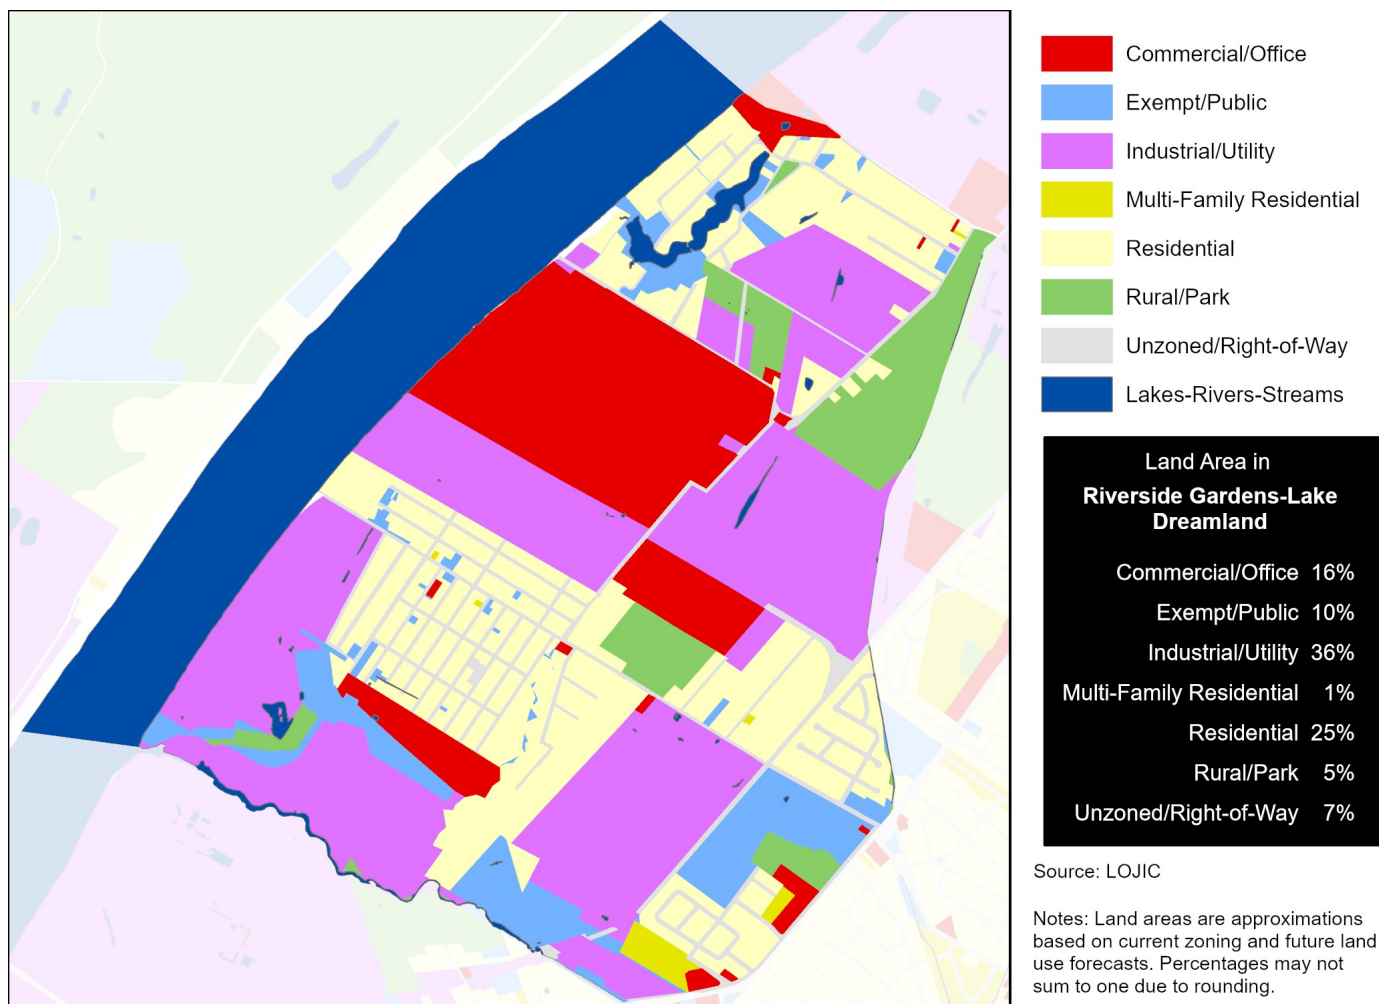 Commercial/Office
Exempt/Public
Industrial/Utility
Multi-Family Residential
Residential
Rural/Park
Unzoned/Right-of-Way
Lakes-Rivers-Streams
Land Area in
Riverside Gardens-Lake
Dreamland
Commercial/Office 16%
Exempt/Public 10%
Industrial/Utility 36%
Multi-Family Residential 1%
Residential 25%
Rural/Park 5%
Unzoned/Right-of-Way 7%
Source: LOJIC
Notes: Land areas are approximations
based on current zoning and future land
use forecasts. Percentages may not
sum to one due to rounding.